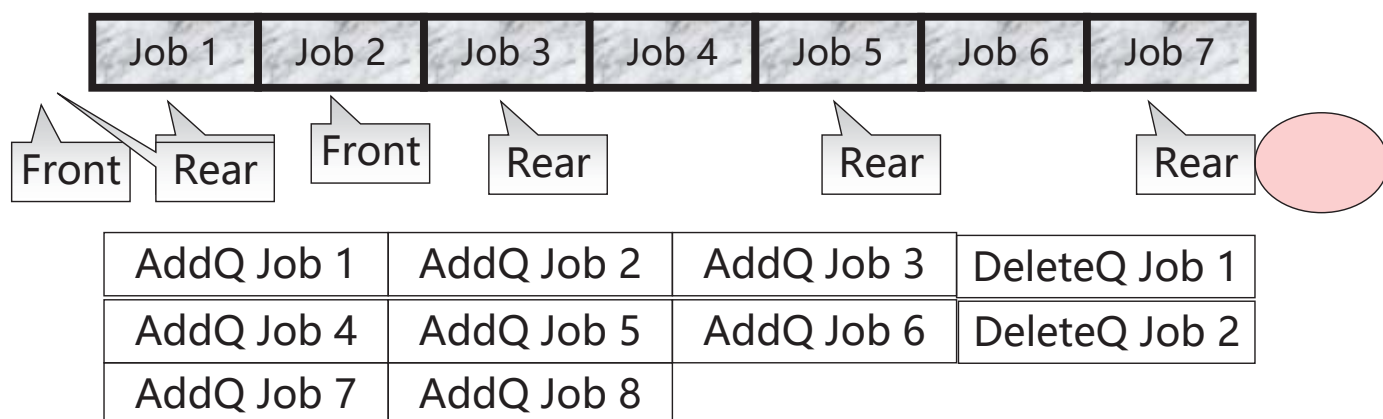 Job 1 Job 2 Job 3 Job 4 Job 5 Job 6 Job 7
Front Rear Front Rear Rear Rear
AddQ Job 1 AddQ Job 2 AddQ Job 3 DeleteQ Job 1
AddQ Job 4 AddQ Job 5 AddQ Job 6 DeleteQ Job 2
AddQ Job 7 AddQ Job 8